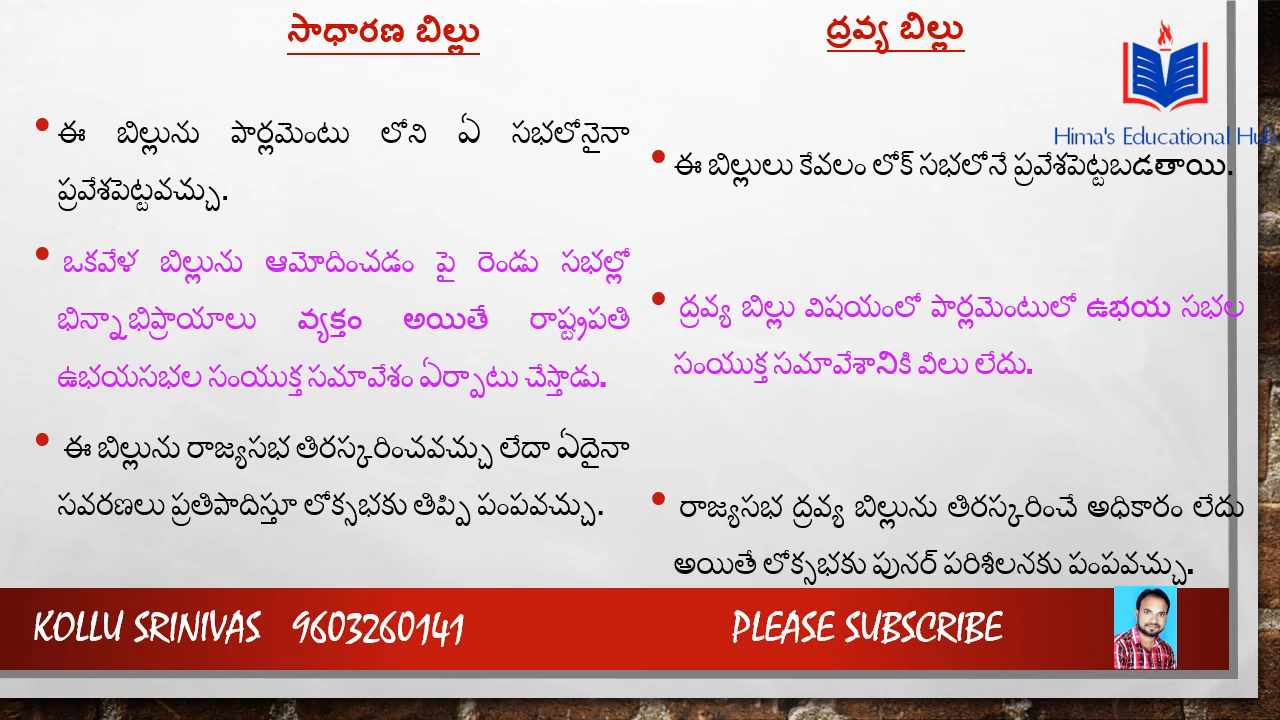 సాధారణ బిల్లు
ఈ బిల్లును పార్లమెంటు లోని ఏ సభలోనైనా
ప్రవేశపెట్టవచ్చు.
ఒకవేళ బిల్లును ఆమోదించడం పై రెండు సభల్లో
భిన్నాభిప్రాయాలు వ్యక్తం అయితే రాష్ట్రపతి
ఉభయసభల సంయుక్త సమావేశం ఏర్పాటు చేస్తాడు.
ఈ బిల్లును రాజ్యసభ తిరస్కరించవచ్చు లేదా ఏదైనా
సవరణలు ప్రతిపాదిస్తూ లోక్సభకు తిప్పి పంపవచ్చు.
ద్రవ్య బిల్లు
ఈ బిల్లులు కేవలం లోక్ సభలోనే ప్రవేశపెట్టబడతాయి.
ద్రవ్య బిల్లు విషయంలో పార్లమెంటులో ఉభయ సభల
సంయుక్త సమావేశానికి వీలు లేదు.
రాజ్యసభ ద్రవ్య బిల్లును తిరస్కరించే అధికారం లేదు
అయితే లోక్సభకు పునర్ పరిశీలనకు పంపవచ్చు.
Hima's Educational Hub
KOLLU SRINIVAS 9603260141
PLEASE SUBSCRIBE